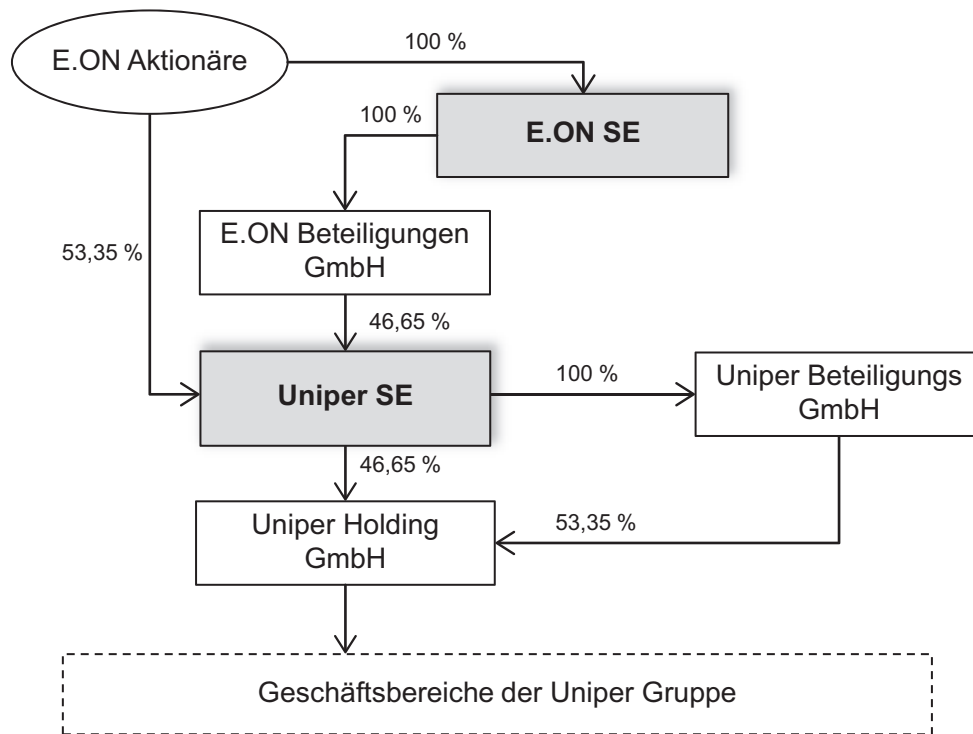 E.ON Aktionäre
100 %
E.ON SE
100 %
E.ON Beteiligungen
GmbH
53,35 %
46,65 %
Uniper SE
100 %
Uniper Beteiligungs
GmbH
46,65 %
Uniper Holding
GmbH
53,35 %
Geschäftsbereiche der Uniper Gruppe